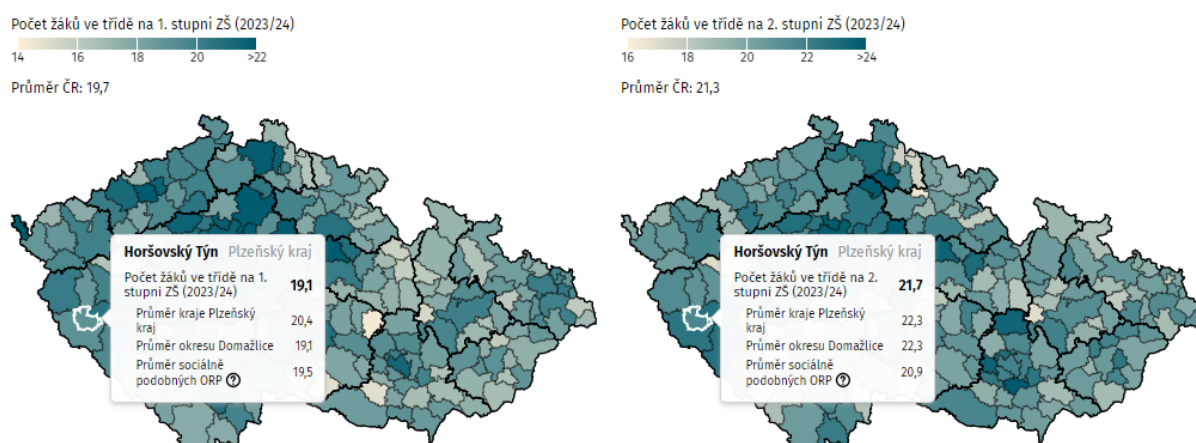 Počet žáků ve třídě na 1. stupni ZŠ (2023/24)
14 16 18 20 >22
Průměr ČR: 19,7
Horšovský Týn Plzeňský kraj
Počet žáků ve třídě na 1.
stupni ZŠ (2023/24) 19,1
Průměr kraje Plzeňský
kraj 20,4
Průměr okresu Domažlice 19,1
Průměr sociálně
podobných ORP ? 19,5
Počet žáků ve třídě na 2. stupni ZŠ (2023/24)
16 18 20 22 >24
Průměr ČR: 21,3
Horšovský Týn Plzeňský kraj
Počet žáků ve třídě na 2.
stupni ZŠ (2023/24) 21,7
Průměr kraje Plzeňský
kraj 22,3
Průměr okresu Domažlice 22,3
Průměr sociálně
podobných ORP ? 20,9